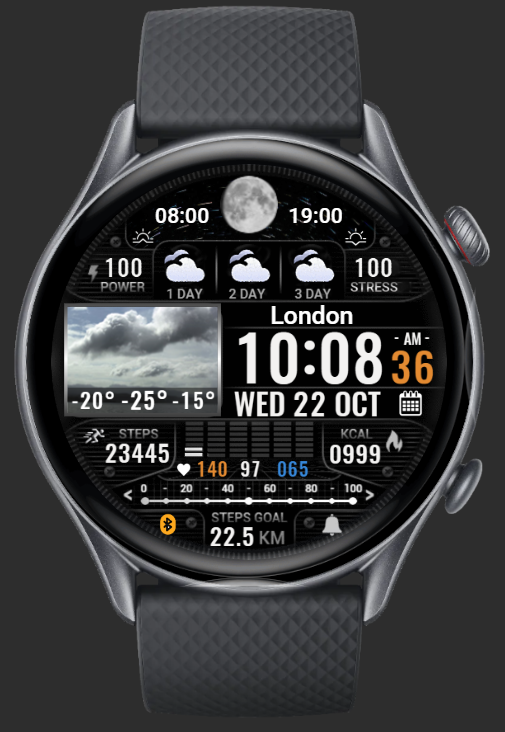 08:00 19:00
100 POWER
1 DAY 2 DAY 3 DAY
100 STRESS
London
10:08 - AM - 36
-20° -25° -15°
WED 22 OCT
STEPS
23445
KCAL
0999
140 97 065
< 0 - 20 - 40 - 60 - 80 - 100 >
STEPS GOAL
22.5 KM